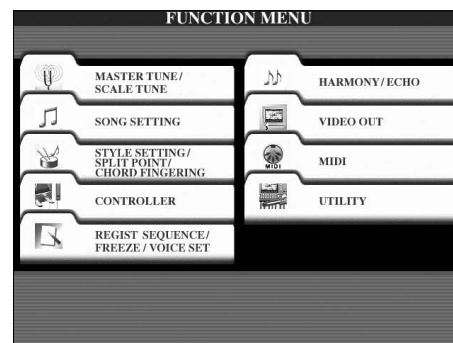 FUNCTION MENU
MASTER TUNE/
SCALE TUNE
SONG SETTING
STYLE SETTING/
SPLIT POINT/
CHORD FINGERING
CONTROLLER
REGIST SEQUENCE/
FREEZE / VOICE SET
HARMONY/ECHO
VIDEO OUT
MIDI
MIDI
UTILITY